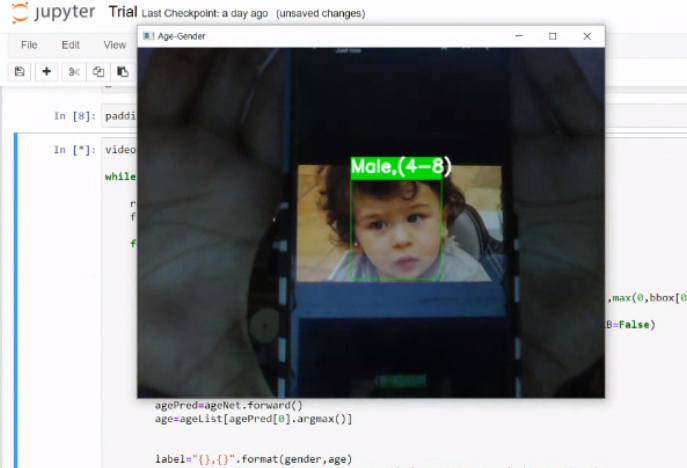 jupyter Trial Last Checkpoint: a day ago (unsaved changes)
File Edit View
Age-Gender
In [8]: paddi
In [*]: video
while
r
f
f
Just now
Male,(4-8)
,max(0,bbox[0
B=False)
agePred=ageNet.forward()
age=ageList[agePred[0].argmax()]
label="{},{}".format(gender,age)